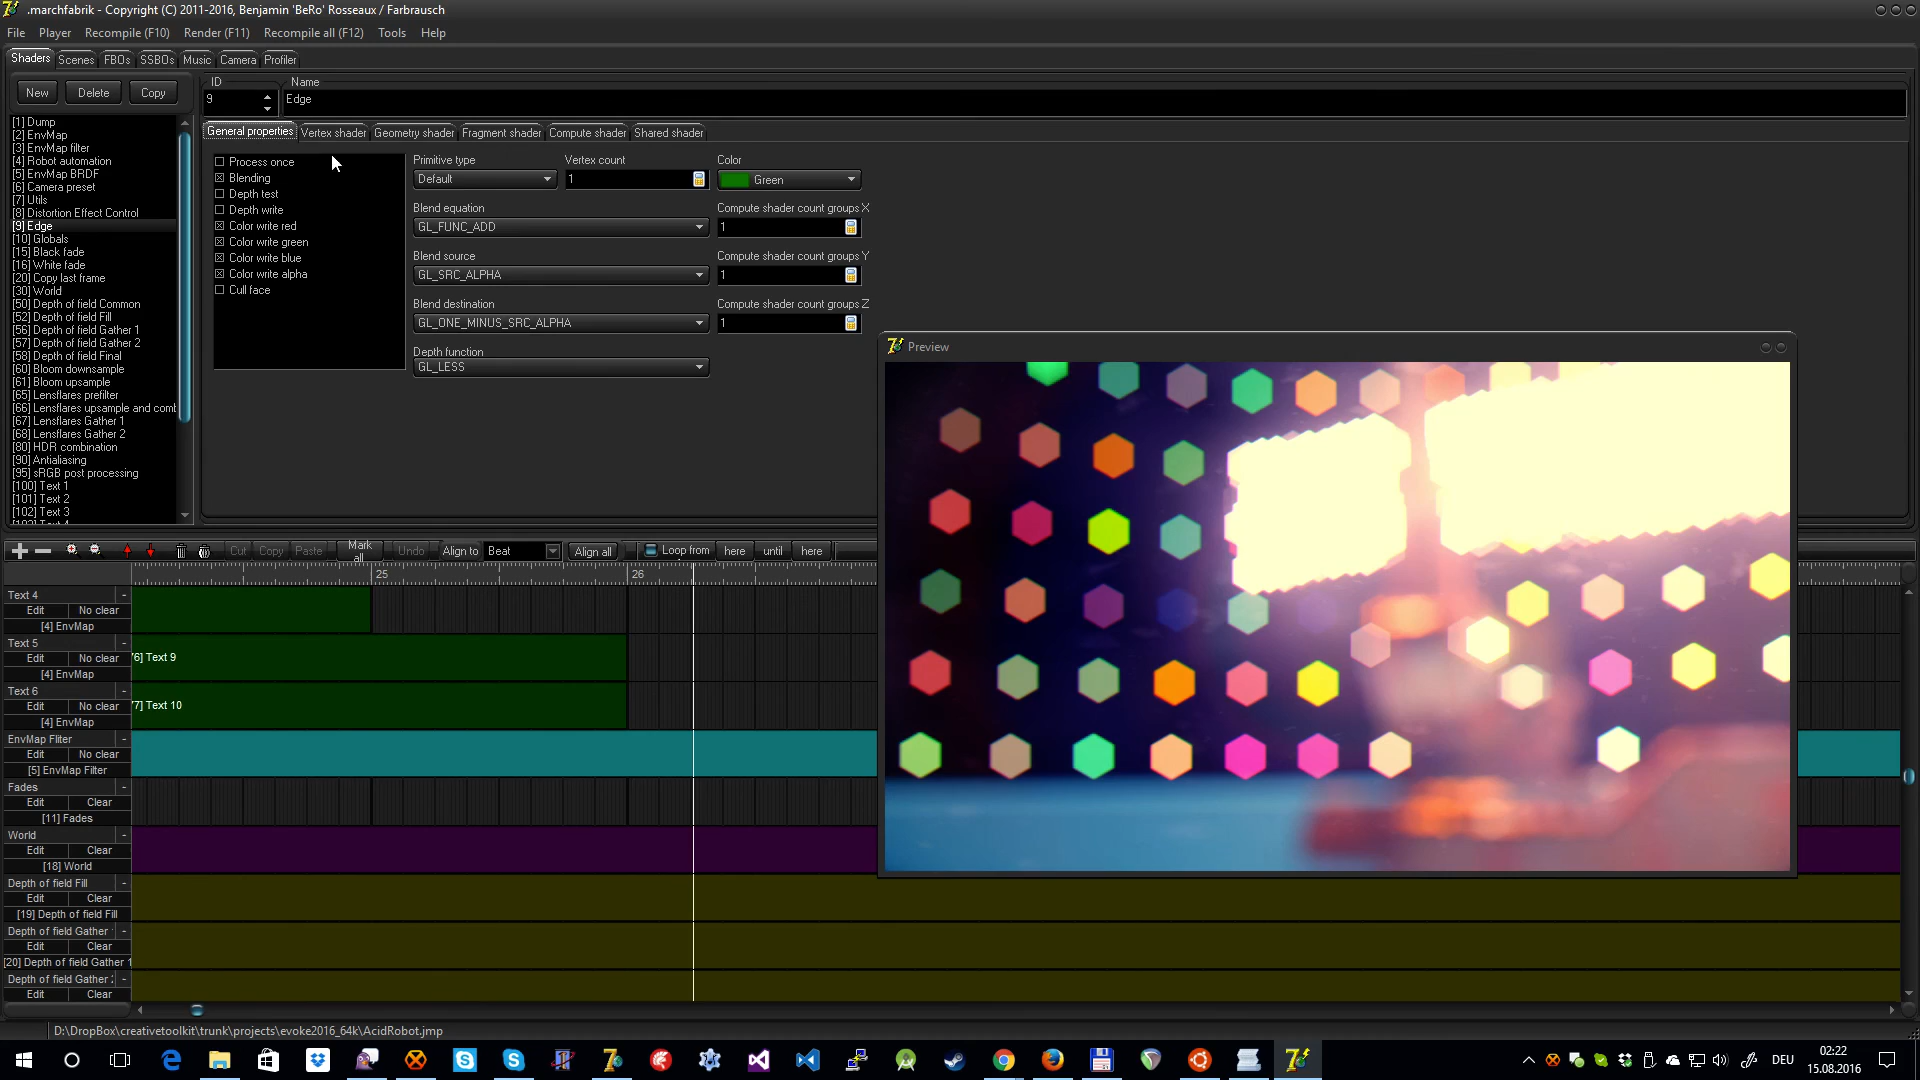 .marchfabrik - Copyright (C) 2011-2016, Benjamin 'BeRo' Rosseaux / Farbrausch
File Player Recompile (F10) Render (F11) Recompile all (F12) Tools Help
Shaders Scenes FBOs SSBOs Music Camera Profiler
New Delete Copy
ID Name
9 Edge
General properties Vertex shader Geometry shader Fragment shader Compute shader Shared shader
[1] Dump
[2] EnvMap
[3] EnvMap filter
[4] Robot automation
[5] EnvMap BRDF
[6] Camera preset
[7] Utils
[8] Distortion Effect Control
[9] Edge
[10] Globals
[15] Black fade
[16] White fade
[20] Copy last frame
[30] World
[50] Depth of field Common
[52] Depth of field Fill
[56] Depth of field Gather 1
[57] Depth of field Gather 2
[58] Depth of field Final
[60] Bloom downsample
[61] Bloom upsample
[65] Lensflares prefilter
[66] Lensflares upsample and coml
[67] Lensflares Gather 1
[68] Lensflares Gather 2
[80] HDR combination
[90] Antialiasing
[95] sRGB post processing
[100] Text 1
[101] Text 2
[102] Text 3
Process once
Blending
Depth test
Depth write
Color write red
Color write green
Color write blue
Color write alpha
Cull face
Primitive type Vertex count Color
Default 1 Green
Blend equation Compute shader count groups X
GL_FUNC_ADD 1
Blend source Compute shader count groups Y
GL_SRC_ALPHA 1
Blend destination Compute shader count groups Z
GL_ONE_MINUS_SRC_ALPHA 1
Depth function
GL_LESS
Preview
Cut Copy Paste Mark all Undo Align to Beat Align all Loop from here until here
25 26
Text 4 -
Edit No clear
[4] EnvMap
Text 5 -
Edit No clear
[4] EnvMap
6] Text 9
Text 6 -
Edit No clear
[4] EnvMap
7] Text 10
EnvMap Fliter -
Edit No clear
[5] EnvMap Filter
Fades -
Edit Clear
[11] Fades
World -
Edit Clear
[18] World
Depth of field Fill -
Edit Clear
[19] Depth of field Fill
Depth of field Gather -
Edit Clear
[20] Depth of field Gather 1
Depth of field Gather : -
Edit Clear
D:\DropBox\creativetoolkit\trunk\projects\evoke2016_64k\AcidRobot.jmp
DEU
02:22
15.08.2016